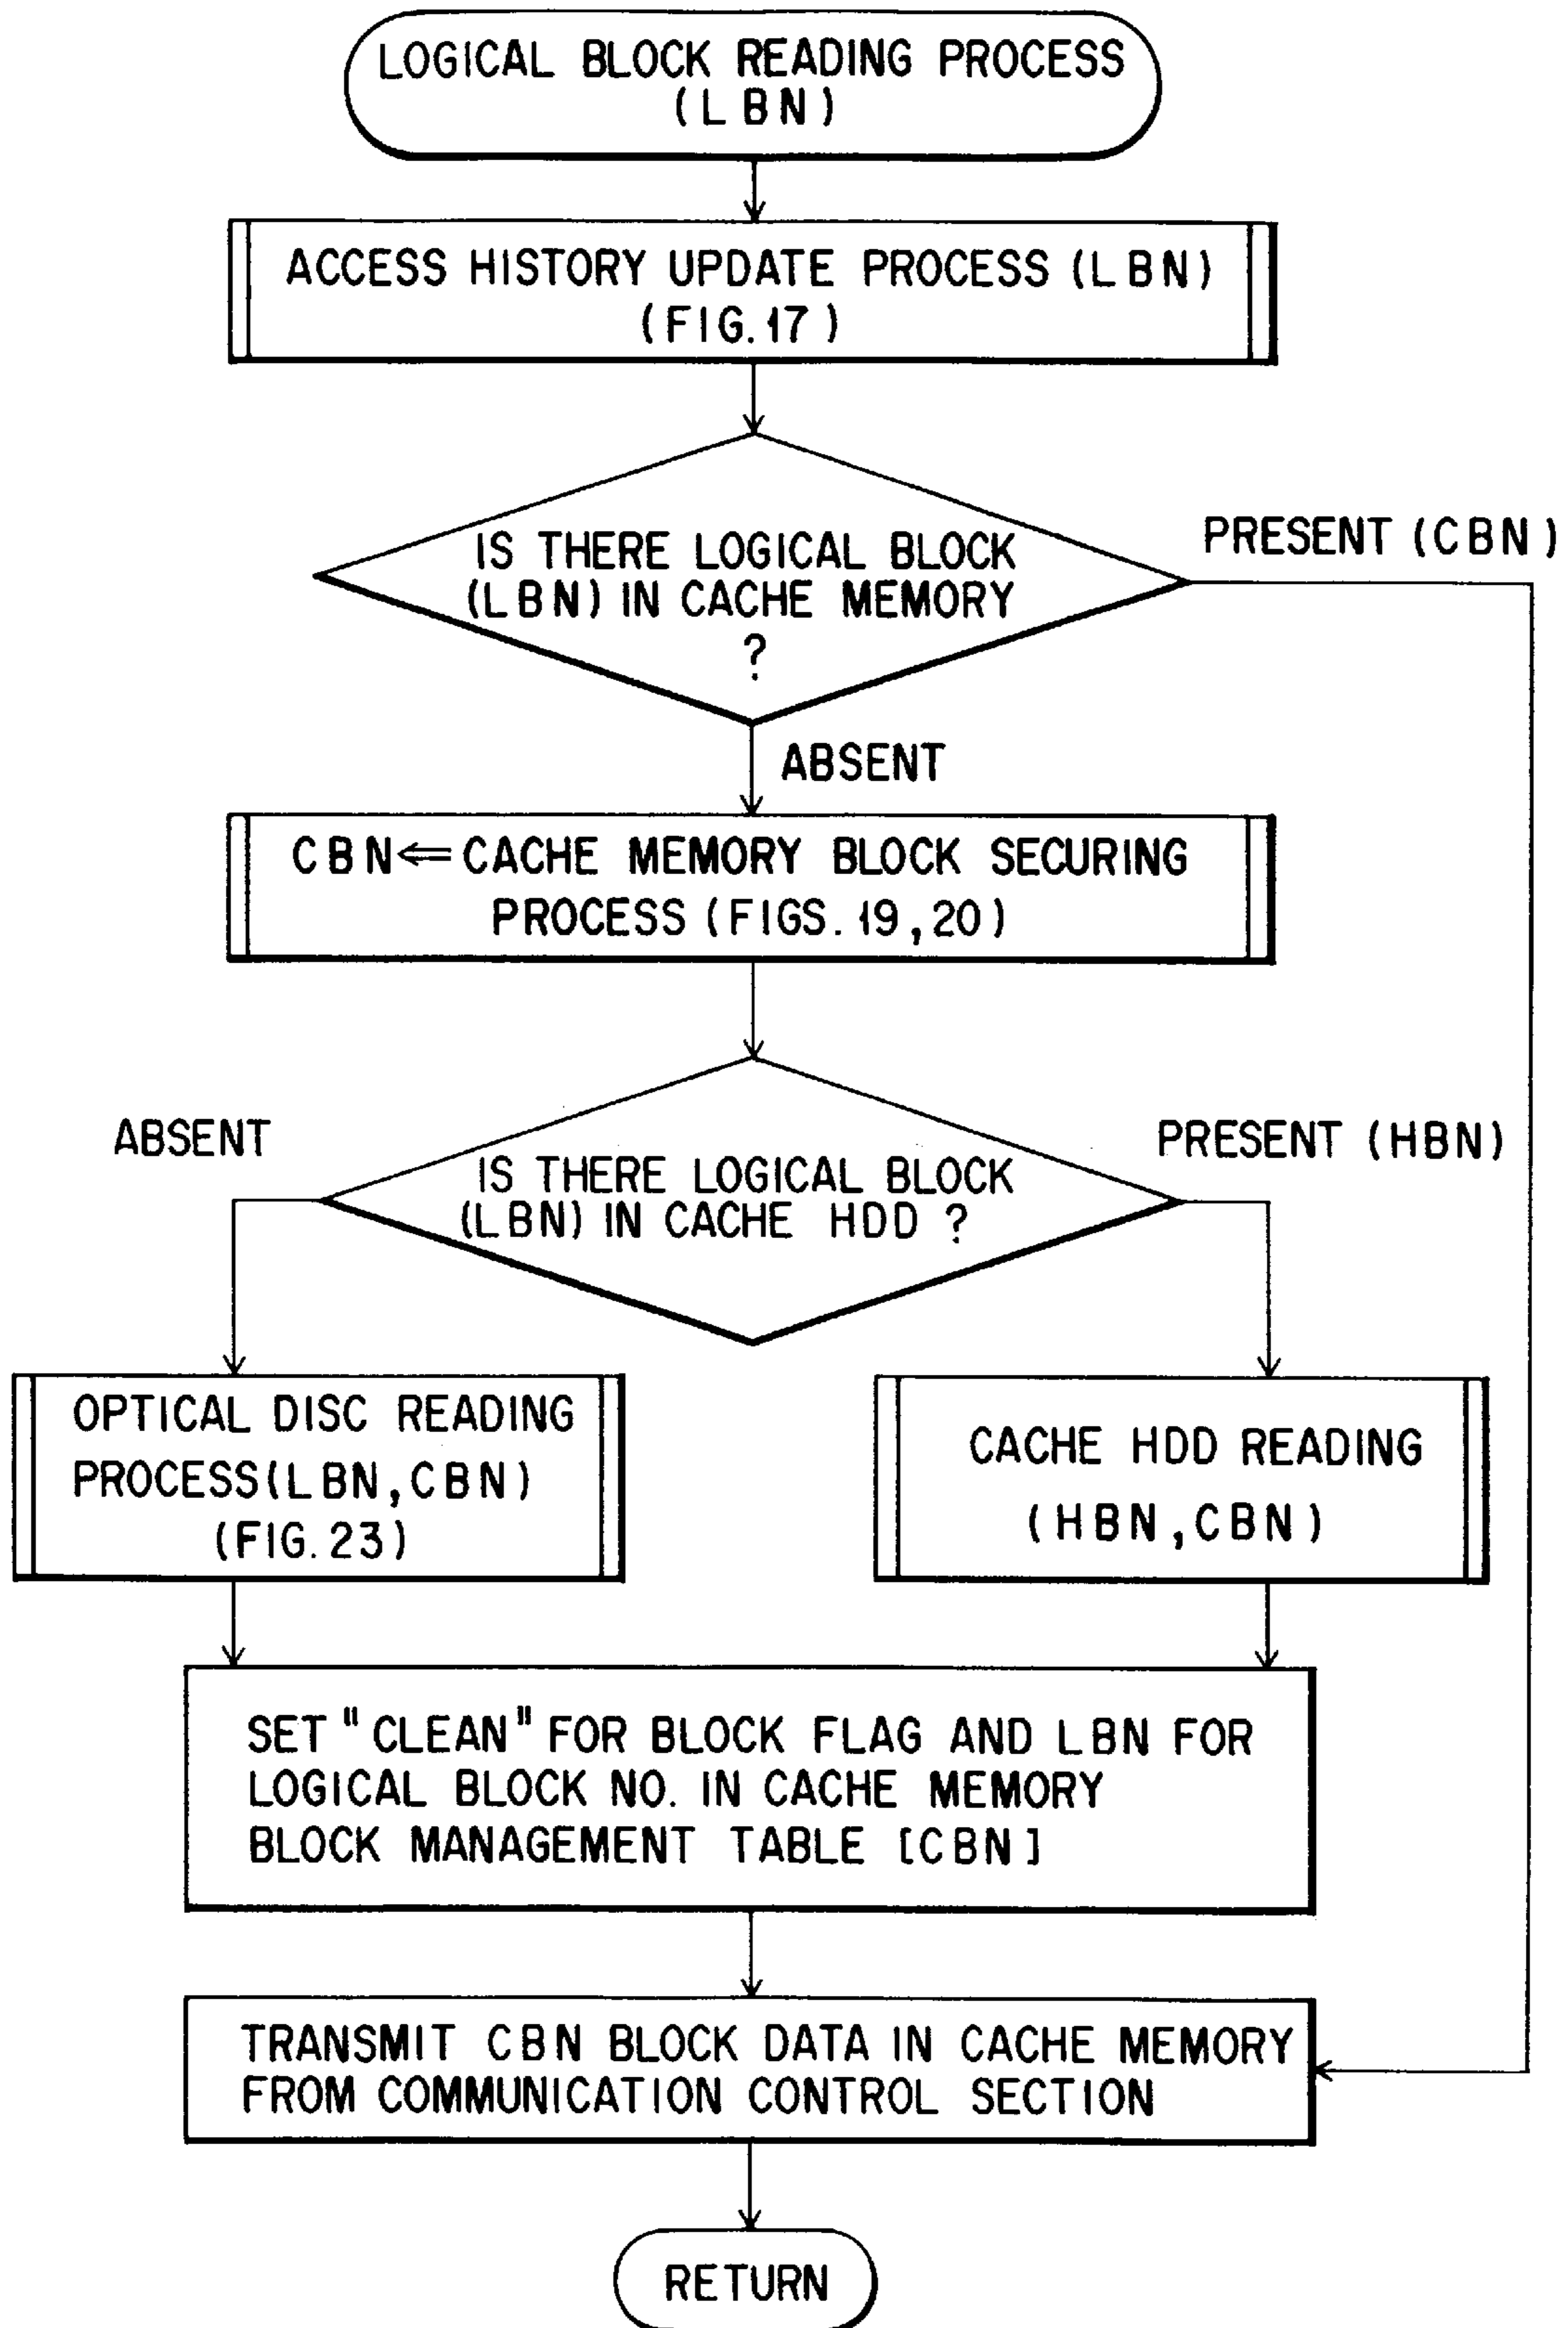 LOGICAL BLOCK READING PROCESS
(LBN)
ACCESS HISTORY UPDATE PROCESS (LBN)
(FIG.17)
IS THERE LOGICAL BLOCK
(LBN) IN CACHE MEMORY
?
PRESENT (CBN)
ABSENT
CBN⇐CACHE MEMORY BLOCK SECURING
PROCESS (FIGS.19,20)
ABSENT
PRESENT (HBN)
IS THERE LOGICAL BLOCK
(LBN) IN CACHE HDD ?
OPTICAL DISC READING
PROCESS(LBN,CBN)
(FIG.23)
CACHE HDD READING
(HBN,CBN)
SET "CLEAN" FOR BLOCK FLAG AND LBN FOR
LOGICAL BLOCK NO. IN CACHE MEMORY
BLOCK MANAGEMENT TABLE [CBN]
TRANSMIT CBN BLOCK DATA IN CACHE MEMORY
FROM COMMUNICATION CONTROL SECTION
RETURN